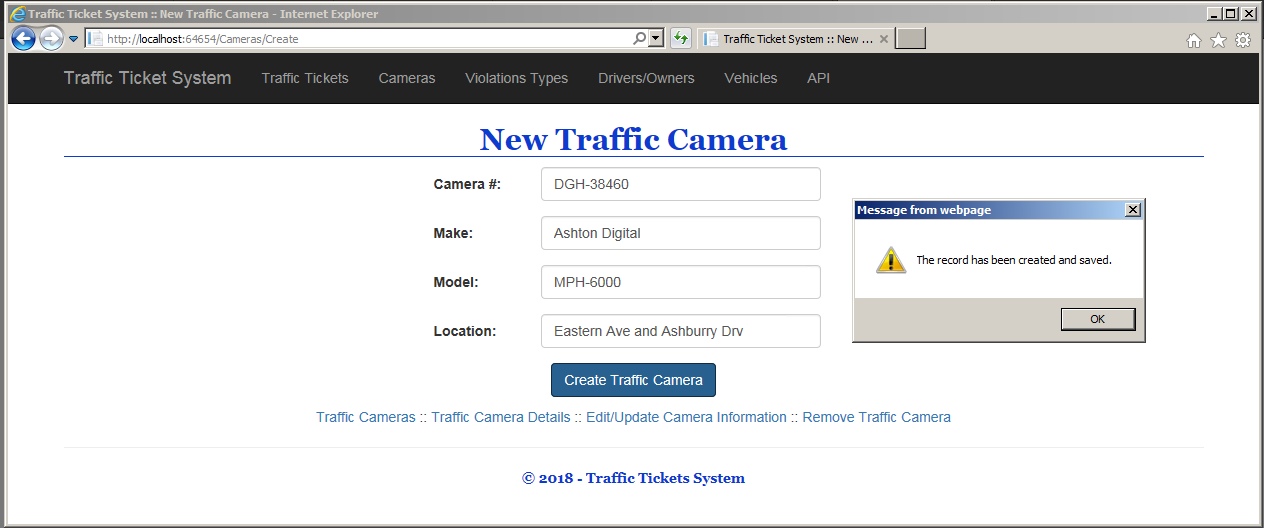 Traffic Ticket System :: New Traffic Camera - Internet Explorer
http://localhost:64654/Cameras/Create
Traffic Ticket System :: New ...
Traffic Ticket System Traffic Tickets Cameras Violations Types Drivers/Owners Vehicles API
New Traffic Camera
Camera #: DGH-38460
Make: Ashton Digital
Model: MPH-6000
Location: Eastern Ave and Ashburry Drv
Message from webpage
The record has been created and saved.
OK
Create Traffic Camera
Traffic Cameras :: Traffic Camera Details :: Edit/Update Camera Information :: Remove Traffic Camera
© 2018 - Traffic Tickets System